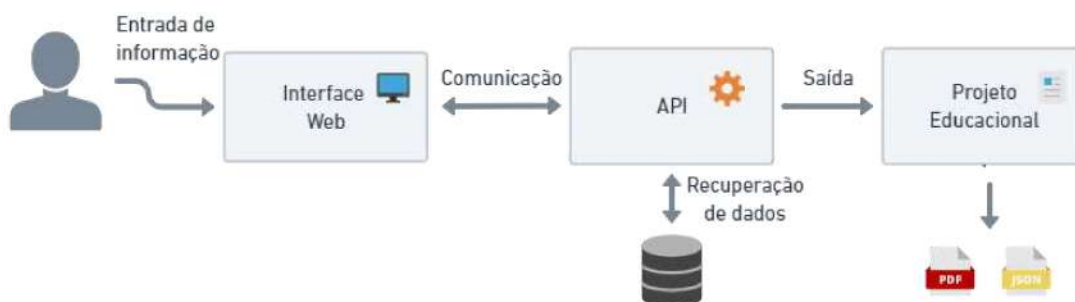 Entrada de
informação
Interface
Web
Comunicação
API
Saída
Projeto
Educacional
Recuperação
de dados
PDF
JSON